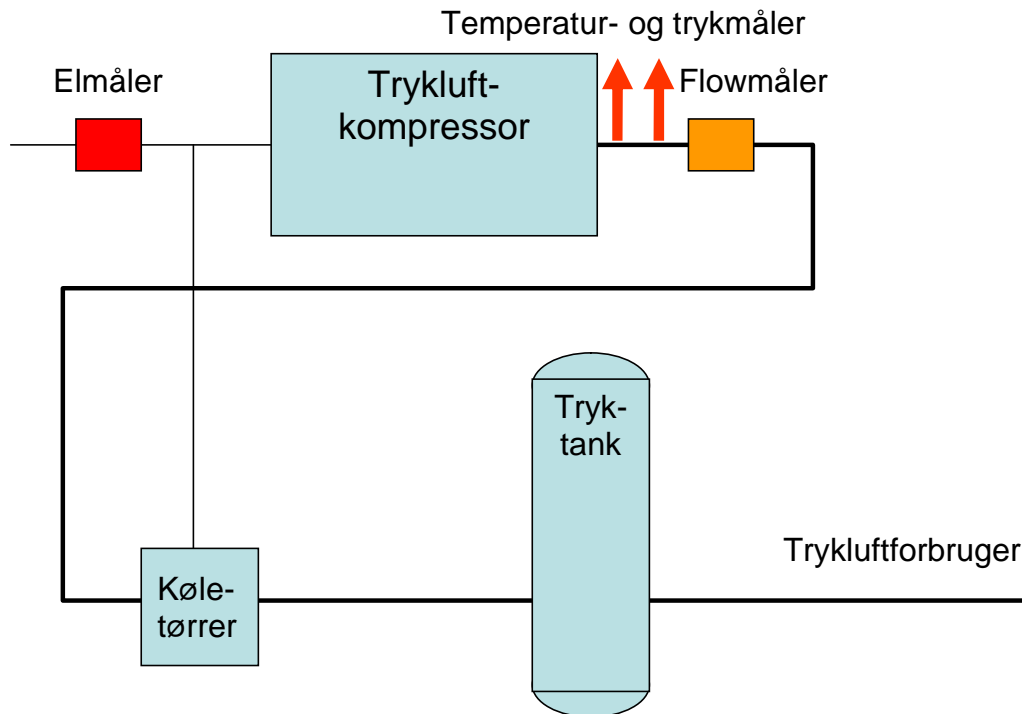 Temperatur- og trykmåler
Elmåler
Trykluft-
kompressor
Flowmåler
Tryk-
tank
Trykluftforbruger
Køle-
tørrer